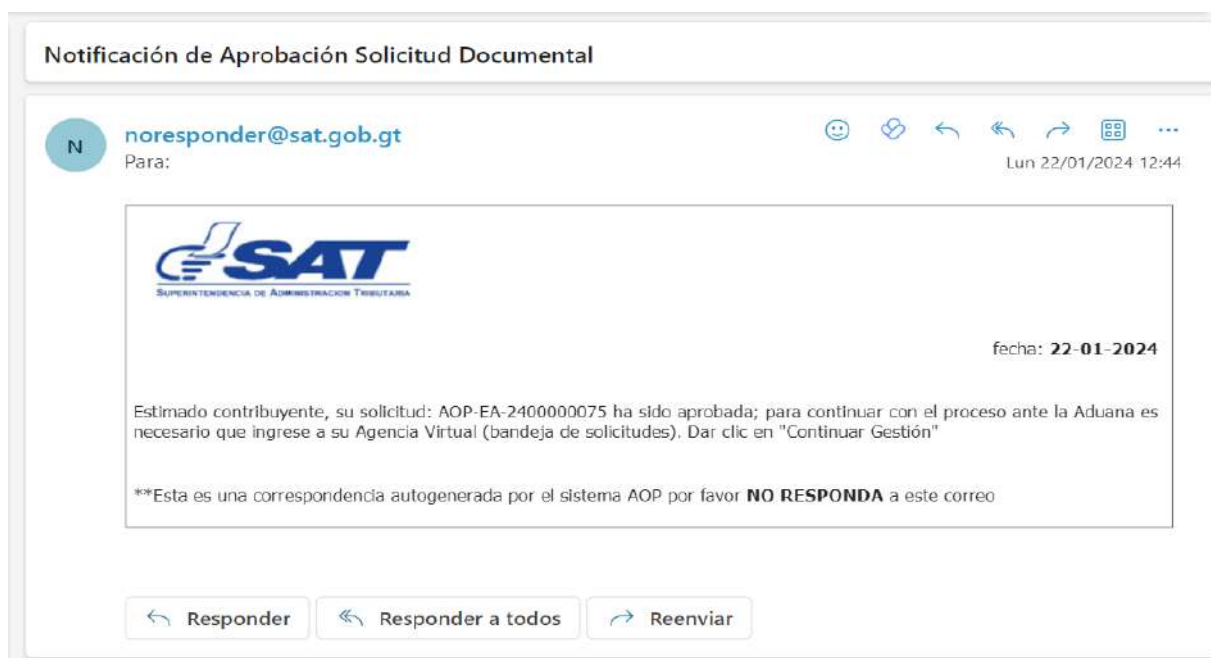 Notificación de Aprobación Solicitud Documental
N
noresponder@sat.gob.gt
Para:
Lun 22/01/2024 12:44
SAT
SUPERINTENDENCIA DE ADMINISTRACION TRIBUTARIA
fecha: 22-01-2024
Estimado contribuyente, su solicitud: AOP-EA-2400000075 ha sido aprobada; para continuar con el proceso ante la Aduana es
necesario que ingrese a su Agencia Virtual (bandeja de solicitudes). Dar clic en "Continuar Gestión"
**Esta es una correspondencia autogenerada por el sistema AOP por favor NO RESPONDA a este correo
Responder
Responder a todos
Reenviar